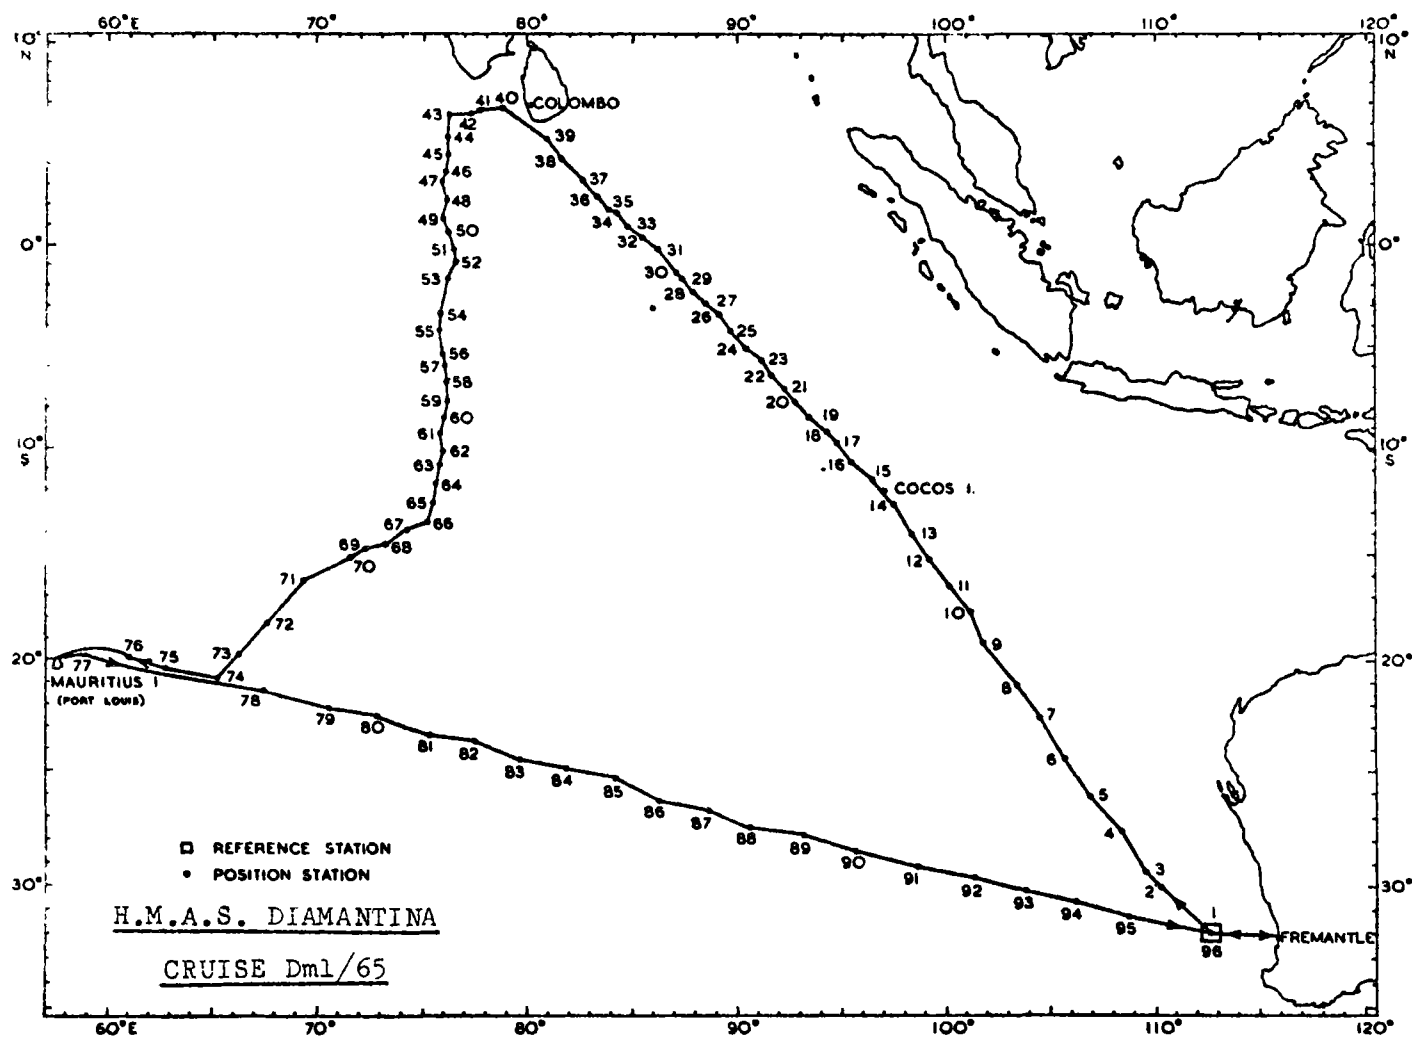 60°E 70° 80° 90° 100° 110° 120°
10° 10°
N N
43 41 40 COLOMBO
42
44 39
45 38
46
47 37
48 36 35
49 34 33
50 32
0° 51 31 0°
52
53 30 29
28 27
54 26
55 25
56 24 23
57
58 22 21
59 20
60 19
61 18 17
10° 62 10°
S S
63 16 15
64 COCOS I.
65 14
67 66
69 68 13
70 12
71 11
10
72
76 73 9
20° 75 20°
77 74
MAURITIUS I 78 8
(PORT LOUIS)
79 80 7
81 82
83 84 6
85
86 87 5
88 4
89
REFERENCE STATION 90
POSITION STATION 91 3
30° 92 2 30°
93
H.M.A.S. DIAMANTINA 94 1
95
FREMANTLE
96
CRUISE Dm1/65
60°E 70° 80° 90° 100° 110° 120°